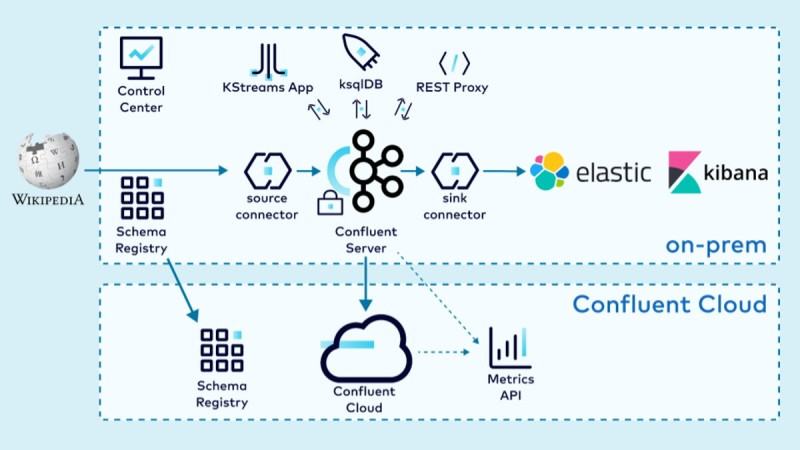 Control
Center
KStreams App
ksqlDB
REST Proxy
WIKIPEDIA
source
connector
sink
connector
elastic
kibana
Schema
Registry
Confluent
Server
on-prem
Confluent Cloud
Schema
Registry
Confluent
Cloud
Metrics
API